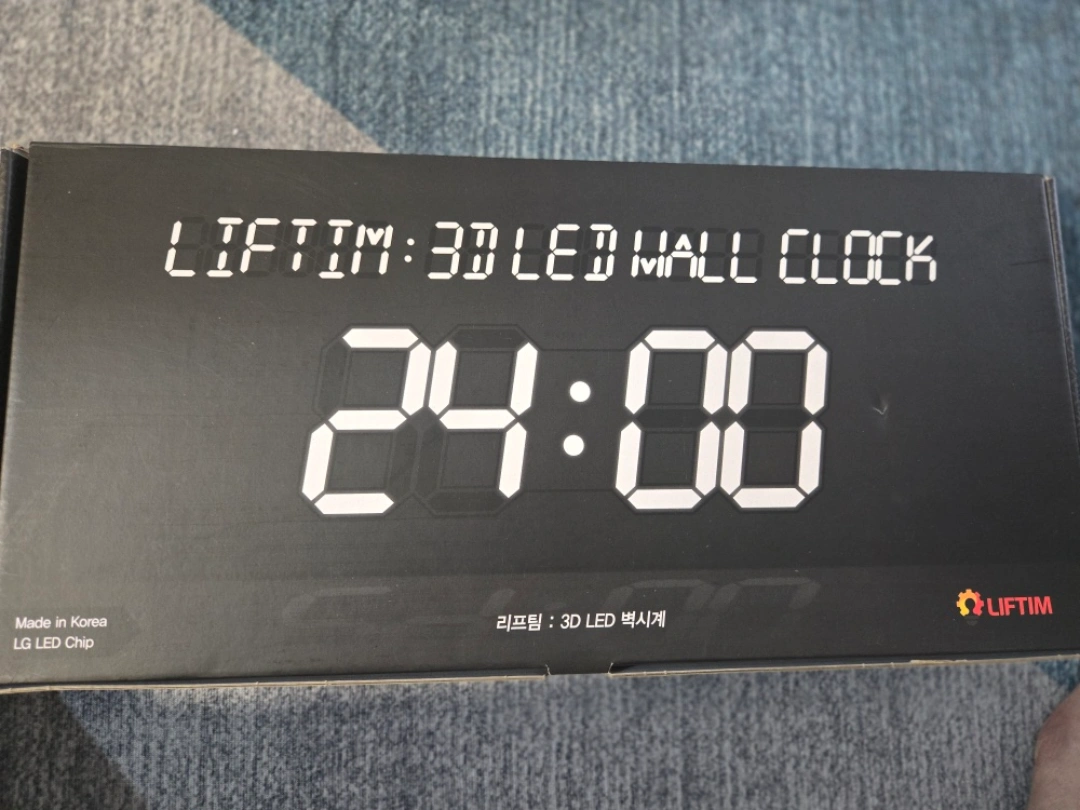 LIFTIM: 3D LED WALL CLOCK
24:00
Made in Korea
LG LED Chip
리프팀 : 3D LED 벽시계
LIFTIM